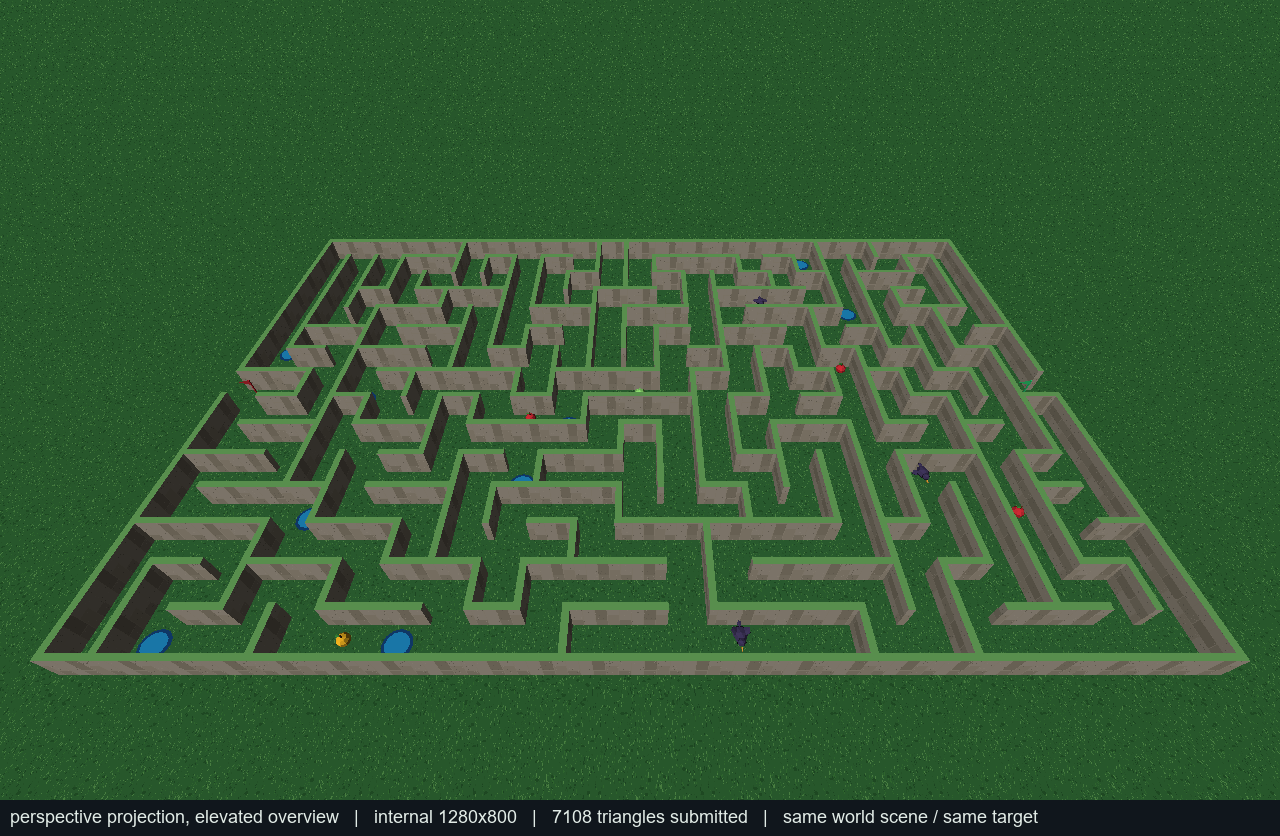 perspective projection, elevated overview | internal 1280x800 | 7108 triangles submitted | same world scene / same target